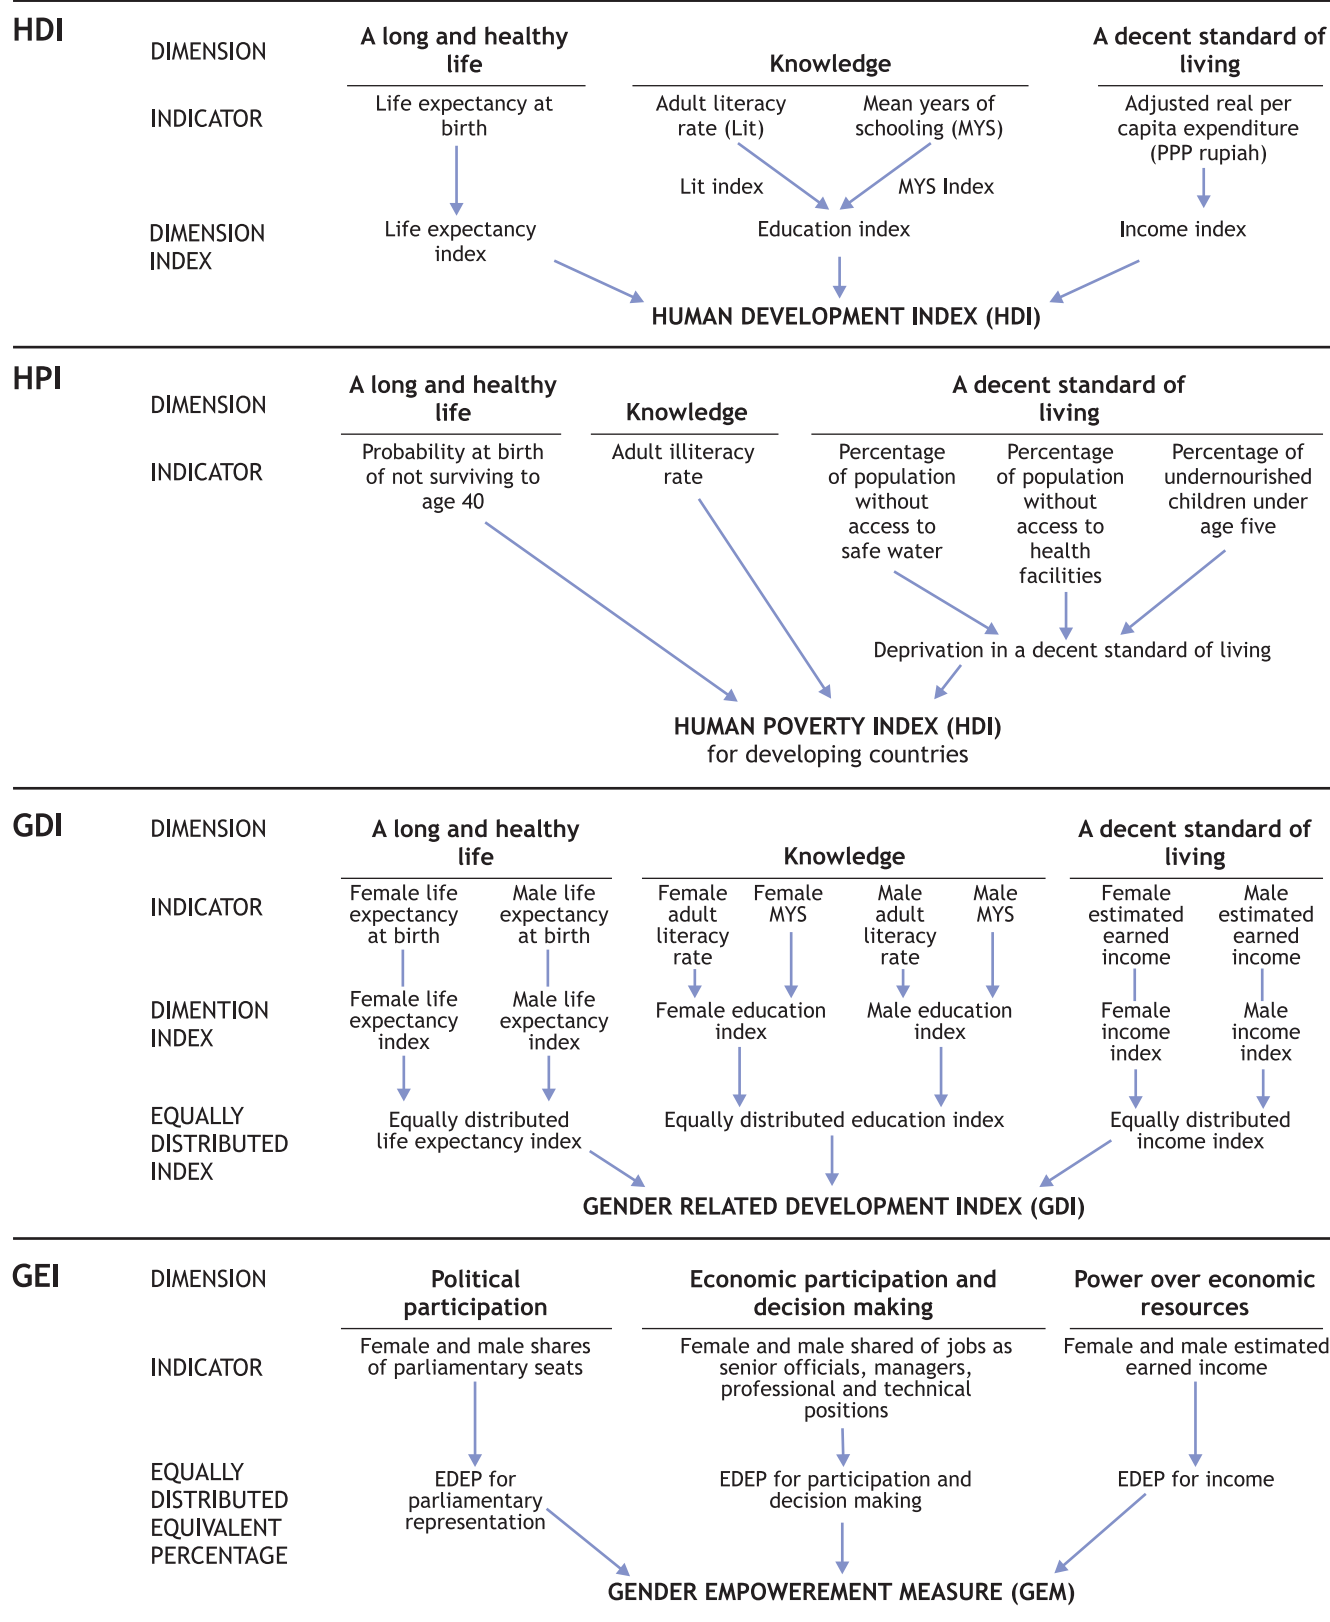 HDI
DIMENSION
A long and healthy
life
Knowledge
A decent standard of
living
INDICATOR
Life expectancy at
birth
Adult literacy
rate (Lit)
Mean years of
schooling (MYS)
Adjusted real per
capita expenditure
(PPP rupiah)
Lit index
MYS Index
DIMENSION
INDEX
Life expectancy
index
Education index
Income index
HUMAN DEVELOPMENT INDEX (HDI)
HPI
DIMENSION
A long and healthy
life
Knowledge
A decent standard of
living
INDICATOR
Probability at birth
of not surviving to
age 40
Adult illiteracy
rate
Percentage
of population
without
access to
safe water
Percentage
of population
without
access to
health
facilities
Percentage of
undernourished
children under
age five
Deprivation in a decent standard of living
HUMAN POVERTY INDEX (HDI)
for developing countries
GDI
DIMENSION
A long and healthy
life
Knowledge
A decent standard of
living
INDICATOR
Female life
expectancy
at birth
Male life
expectancy
at birth
Female
adult
literacy
rate
Female
MYS
Male
adult
literacy
rate
Male
MYS
Female
estimated
earned
income
Male
estimated
earned
income
DIMENTION
INDEX
Female life
expectancy
index
Male life
expectancy
index
Female education
index
Male education
index
Female
income
index
Male
income
index
EQUALLY
DISTRIBUTED
INDEX
Equally distributed
life expectancy index
Equally distributed education index
Equally distributed
income index
GENDER RELATED DEVELOPMENT INDEX (GDI)
GEI
DIMENSION
Political
participation
Economic participation and
decision making
Power over economic
resources
INDICATOR
Female and male shares
of parliamentary seats
Female and male shared of jobs as
senior officials, managers,
professional and technical
positions
Female and male estimated
earned income
EQUALLY
DISTRIBUTED
EQUIVALENT
PERCENTAGE
EDEP for
parliamentary
representation
EDEP for participation and
decision making
EDEP for income
GENDER EMPOWEREMENT MEASURE (GEM)